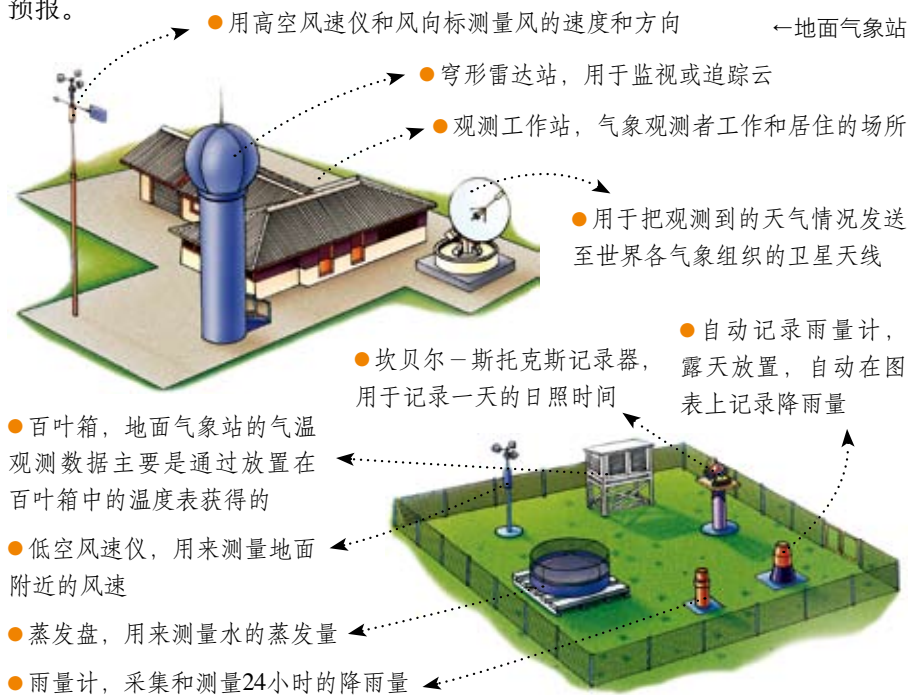 预报。
●用高空风速仪和风向标测量风的速度和方向
←地面气象站
●穹形雷达站，用于监视或追踪云
●观测工作站，气象观测者工作和居住的场所
●用于把观测到的天气情况发送
至世界各气象组织的卫星天线
●坎贝尔－斯托克斯记录器，
用于记录一天的日照时间
●自动记录雨量计，
露天放置，自动在图
表上记录降雨量
●百叶箱，地面气象站的气温
观测数据主要是通过放置在
百叶箱中的温度表获得的
●低空风速仪，用来测量地面
附近的风速
●蒸发盘，用来测量水的蒸发量
●雨量计，采集和测量24小时的降雨量